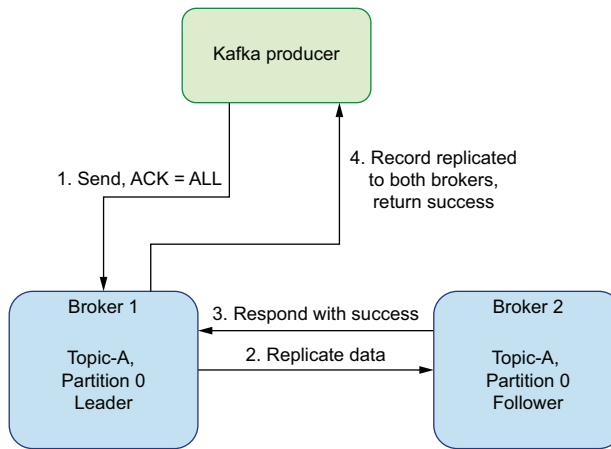 Kafka producer
1. Send, ACK = ALL
4. Record replicated
to both brokers,
return success
Broker 1
Topic-A,
Partition 0
Leader
3. Respond with success
2. Replicate data
Broker 2
Topic-A,
Partition 0
Follower